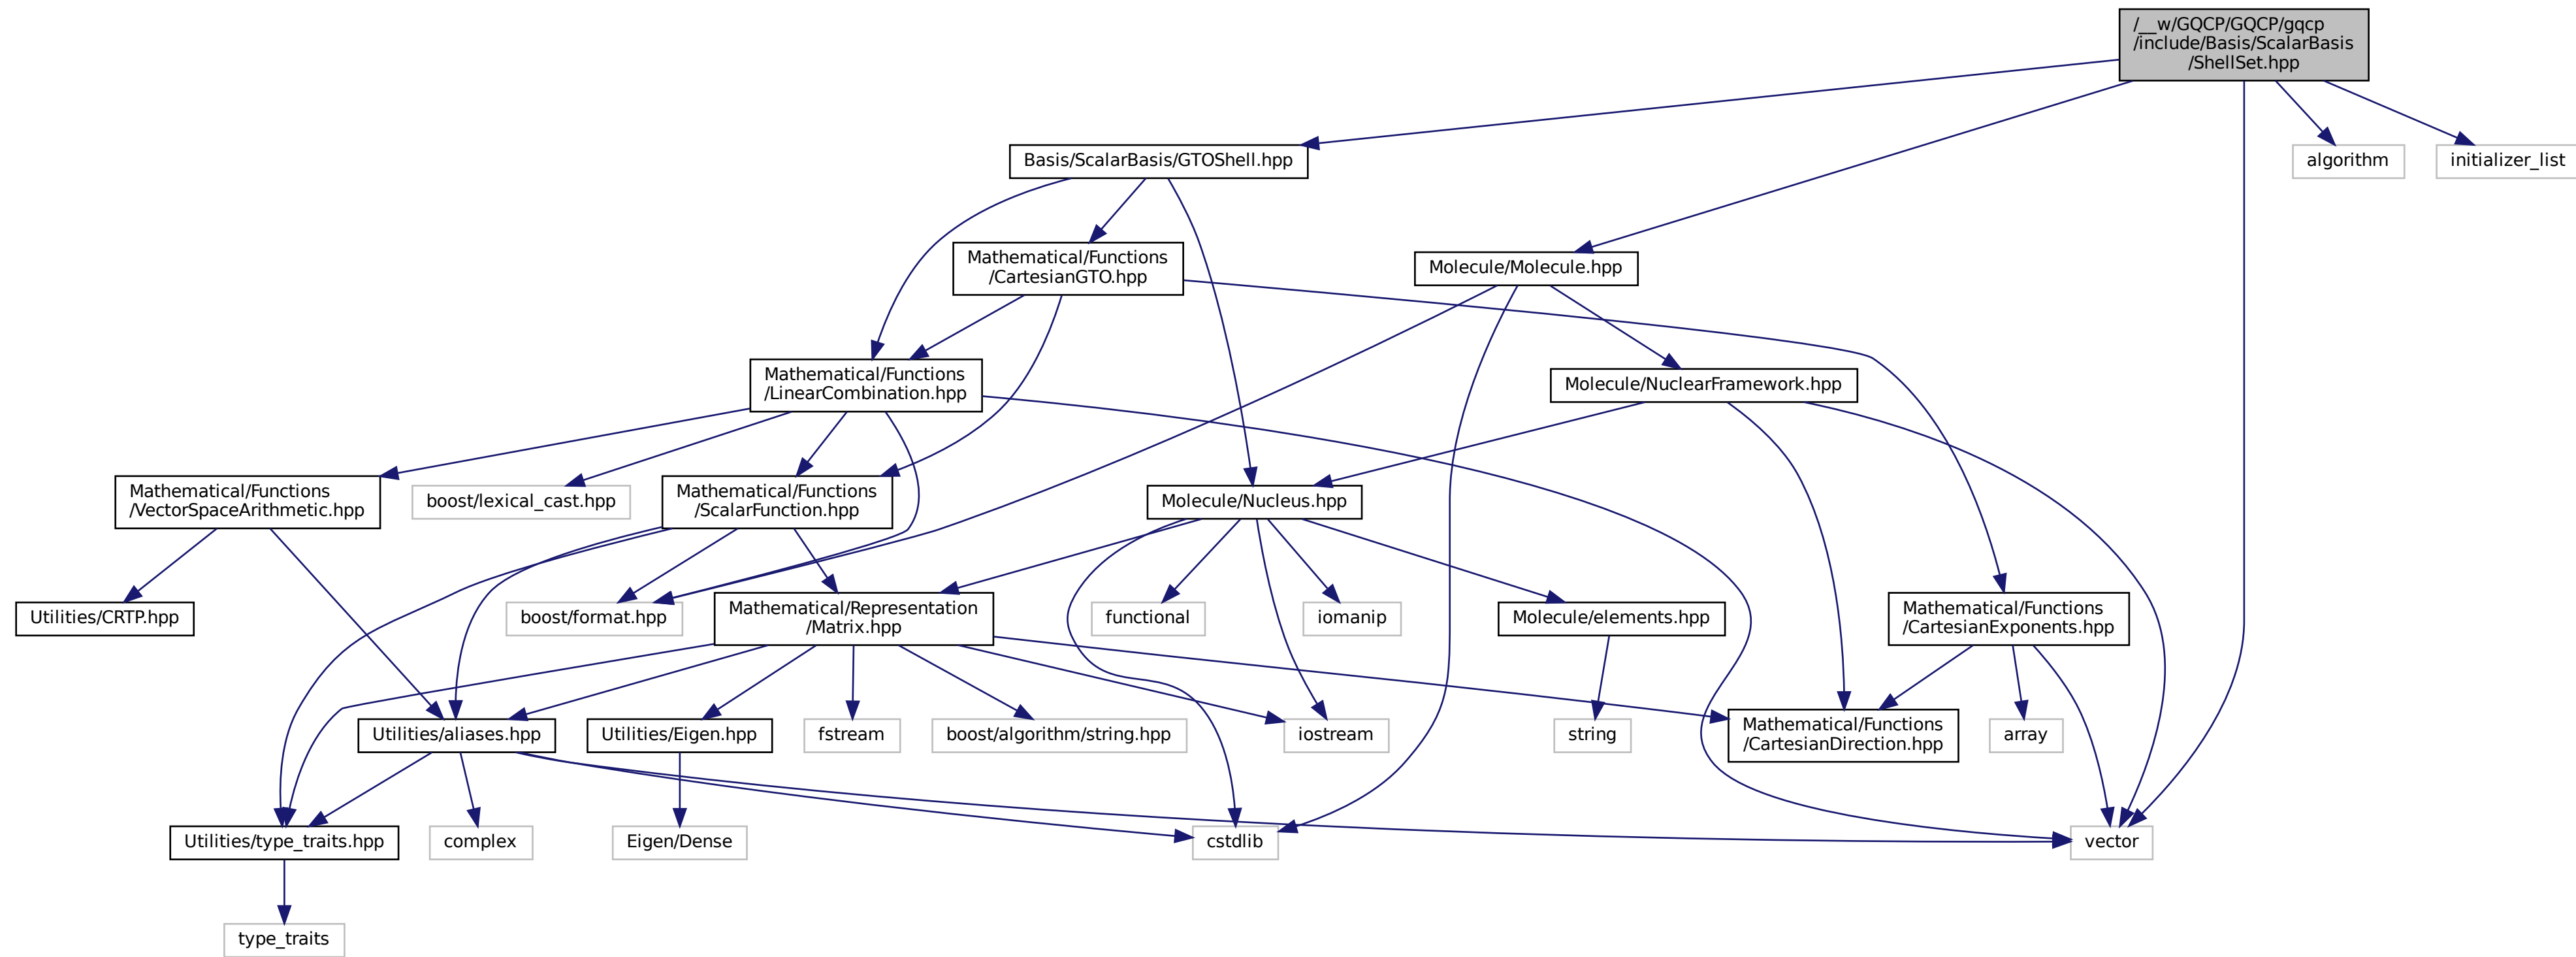 /__w/GQCP/GQCP/gqcp
/include/Basis/ScalarBasis
/ShellSet.hpp
Basis/ScalarBasis/GTOShell.hpp
algorithm
initializer_list
Mathematical/Functions
/CartesianGTO.hpp
Molecule/Molecule.hpp
Mathematical/Functions
/LinearCombination.hpp
Molecule/NuclearFramework.hpp
Mathematical/Functions
/VectorSpaceArithmetic.hpp
boost/lexical_cast.hpp
Mathematical/Functions
/ScalarFunction.hpp
Molecule/Nucleus.hpp
Utilities/CRTP.hpp
boost/format.hpp
Mathematical/Representation
/Matrix.hpp
functional
iomanip
Molecule/elements.hpp
Mathematical/Functions
/CartesianExponents.hpp
Utilities/aliases.hpp
Utilities/Eigen.hpp
fstream
boost/algorithm/string.hpp
iostream
string
Mathematical/Functions
/CartesianDirection.hpp
array
Utilities/type_traits.hpp
complex
Eigen/Dense
cstdlib
vector
type_traits